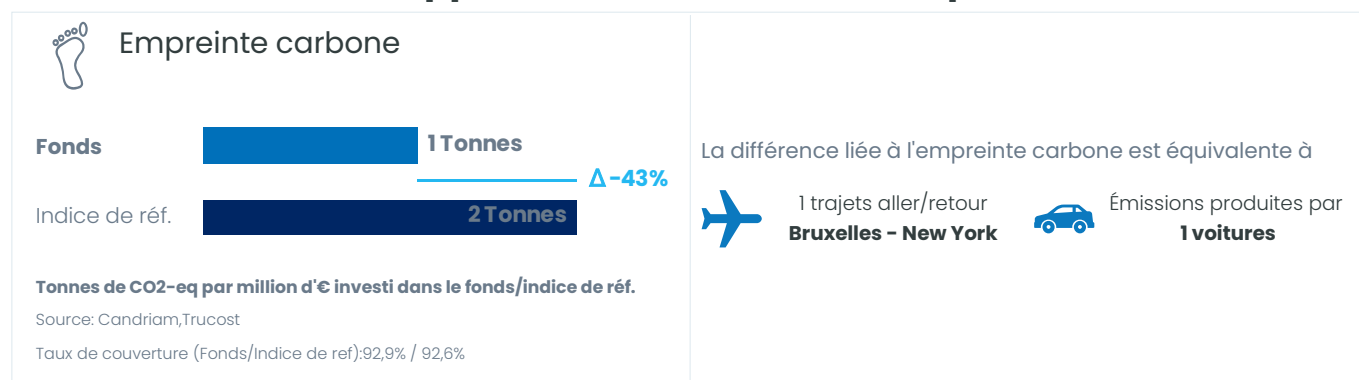 Empreinte carbone
Fonds
1 Tonnes
Δ -43%
Indice de réf.
2 Tonnes
Tonnes de CO2-eq par million d'€ investi dans le fonds/indice de réf.
Source: Candriam,Trucost
Taux de couverture (Fonds/Indice de ref):92,9% / 92,6%
La différence liée à l'empreinte carbone est équivalente à
1 trajets aller/retour
Bruxelles - New York
Émissions produites par
1 voitures